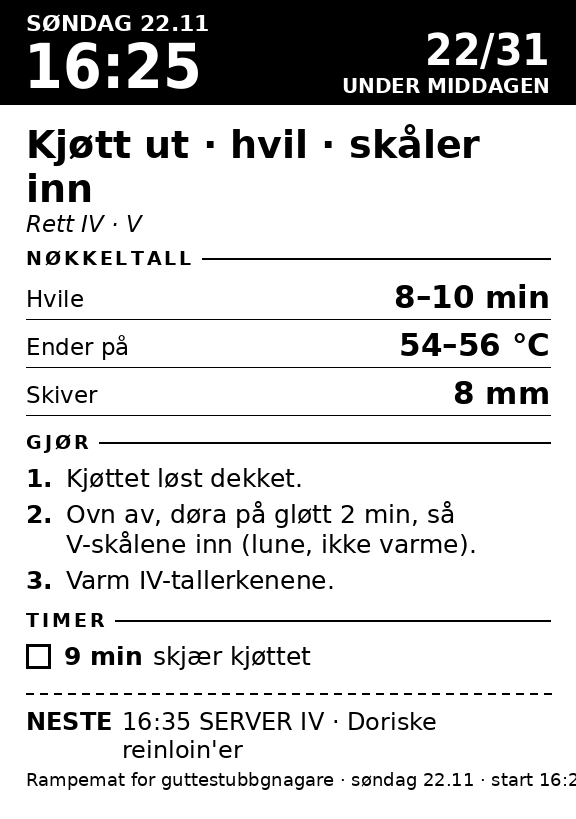 SØNDAG 22.11
16:25
22/31
UNDER MIDDAGEN
Kjøtt ut · hvil · skåler
inn
Rett IV · V
NØKKELTALL
Hvile 8–10 min
Ender på 54–56 °C
Skiver 8 mm
GJØR
1. Kjøttet løst dekket.
2. Ovn av, døra på gløtt 2 min, så
V-skålene inn (lune, ikke varme).
3. Varm IV-tallerkenene.
TIMER
9 min skjær kjøttet
NESTE 16:35 SERVER IV · Doriske
reinloin'er
Rampemat for guttestubbgnagare · søndag 22.11 · start 16:2